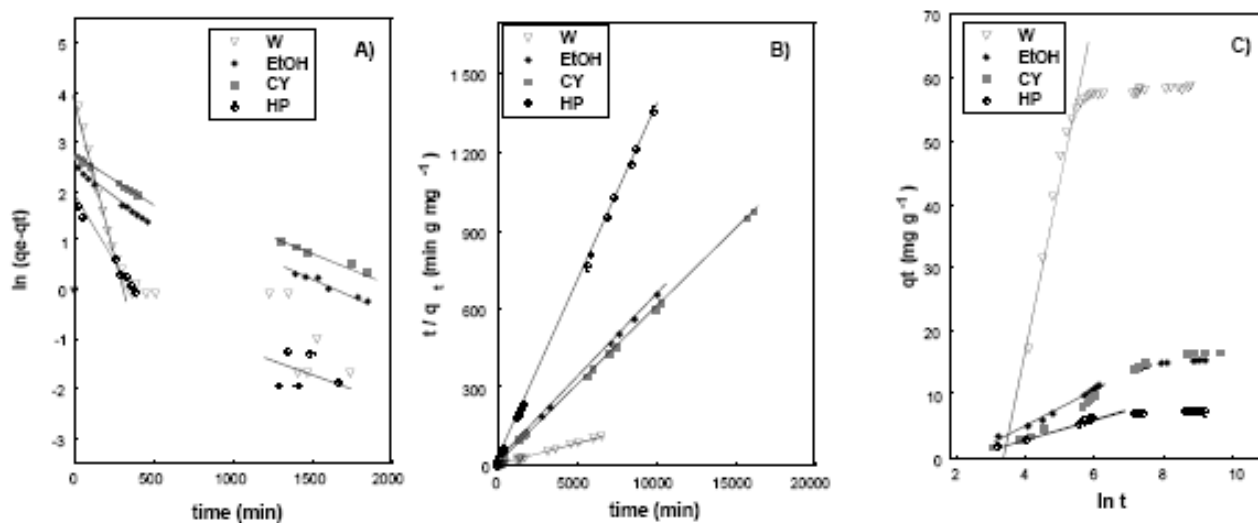 A)
W
EtOH
CY
HP
5
4
3
2
1
0
-1
-2
-3
ln (qe-qt)
0
500
1000
1500
2000
time (min)
B)
W
EtOH
CY
HP
1 500
1 200
900
600
300
0
t / q t (min g mg -1)
0
5000
10000
15000
20000
time (min)
C)
W
EtOH
CY
HP
70
60
50
40
30
20
10
0
qt (mg g -1)
2
4
6
8
10
ln t